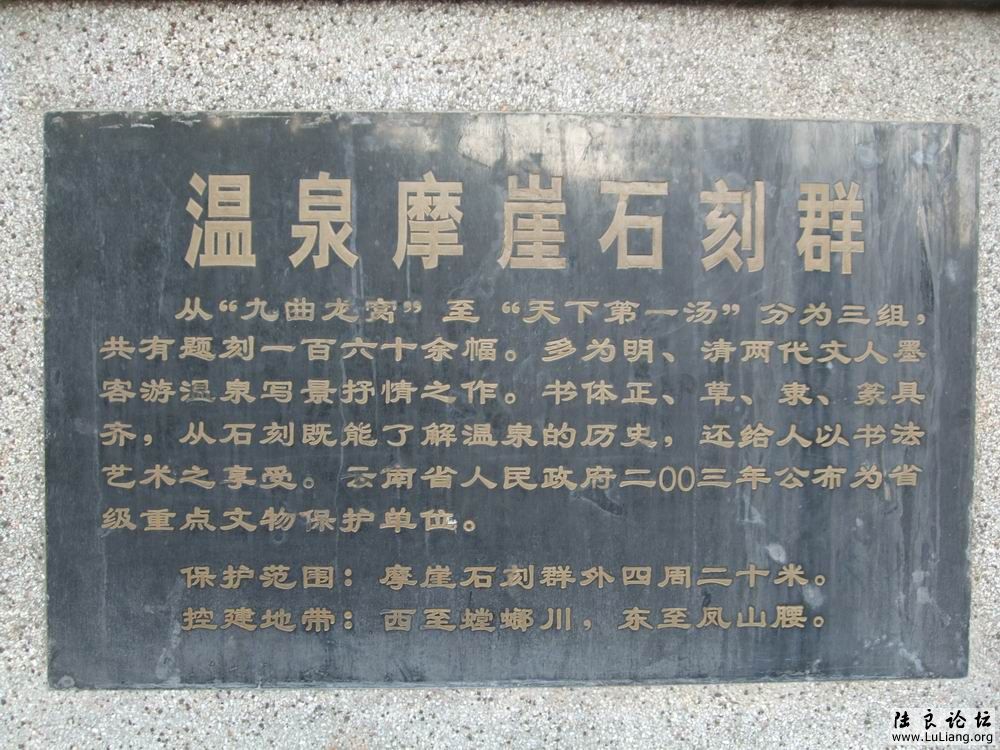 温泉摩崖石刻群
从“九曲龙窝”至“天下第一汤”分为三组，
共有题刻一百六十余幅。多为明、清两代文人墨
客游温泉写景抒情之作。书体正、草、隶、篆具
齐，从石刻既能了解温泉的历史，还给人以书法
艺术之享受。云南省人民政府二00三年公布为省
级重点文物保护单位。
保护范围：摩崖石刻群外四周二十米。
控建地带：西至螳螂川，东至凤山腰。
陆良论坛
www.LuLiang.org